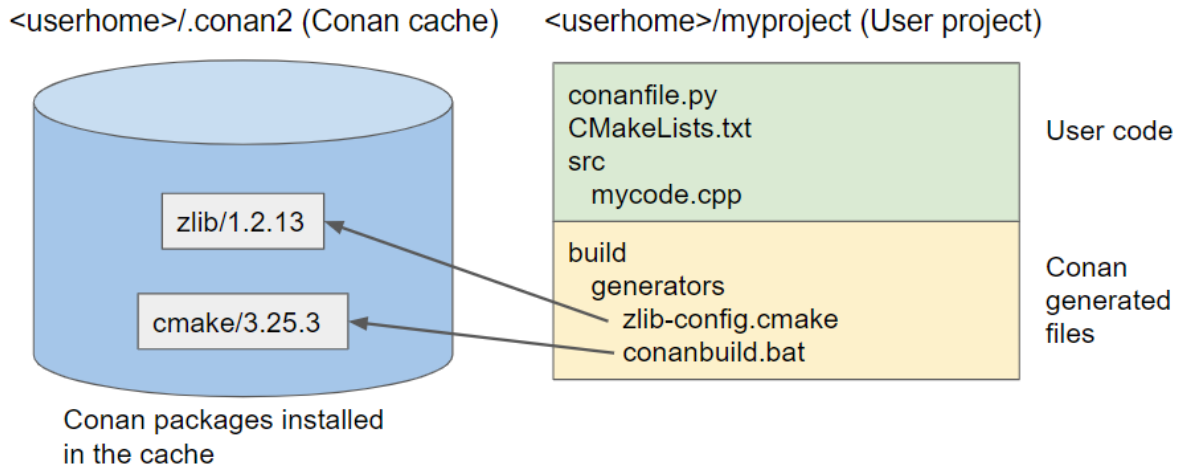 <userhome>/.conan2 (Conan cache)
<userhome>/myproject (User project)
zlib/1.2.13
cmake/3.25.3
Conan packages installed
in the cache
conanfile.py
CMakeLists.txt
src
mycode.cpp
User code
build
generators
zlib-config.cmake
conanbuild.bat
Conan
generated
files